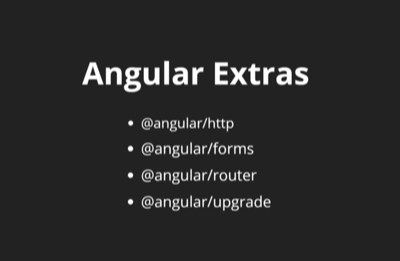 Angular Extras
• @angular/http
• @angular/forms
• @angular/router
• @angular/upgrade